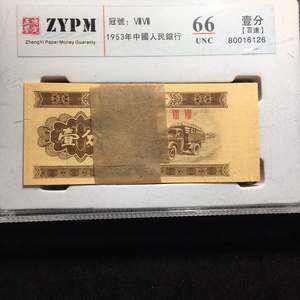 ZYPM
ZhengYi Paper Money Guaranty
冠號: ⅦⅦ
1953年中國人民銀行
66
UNC
壹分
【百連】
80016126
壹分